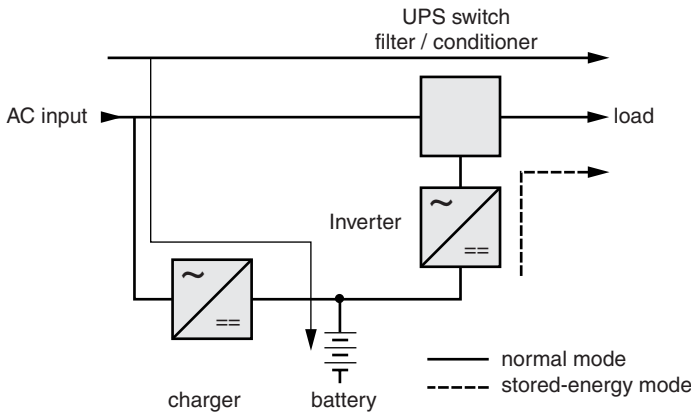 UPS switch
filter / conditioner
AC input
load
Inverter
~
==
~
==
charger
battery
normal mode
stored-energy mode